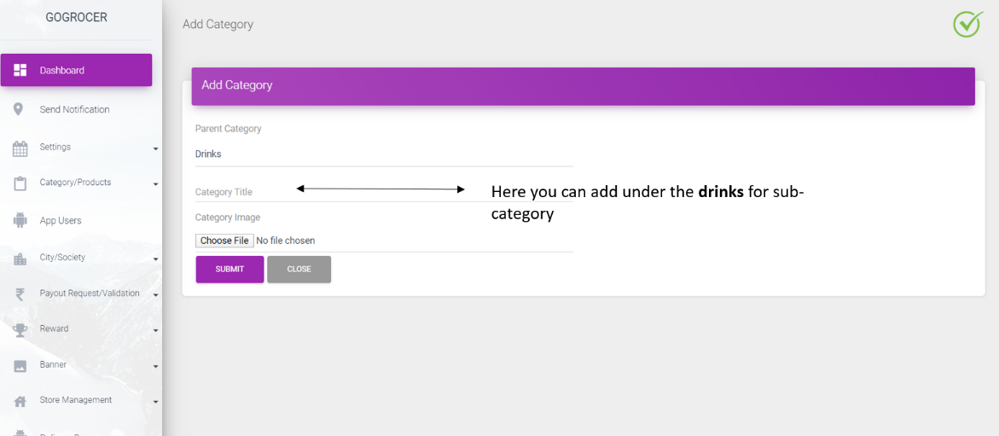 GOGROCER
Add Category
Dashboard
Add Category
Send Notification
Parent Category
Settings
Drinks
Category/Products
Category Title
Here you can add under the drinks for sub-
category
App Users
Category Image
Choose File No file chosen
City/Society
SUBMIT
CLOSE
Payout Request/Validation
Reward
Banner
Store Management